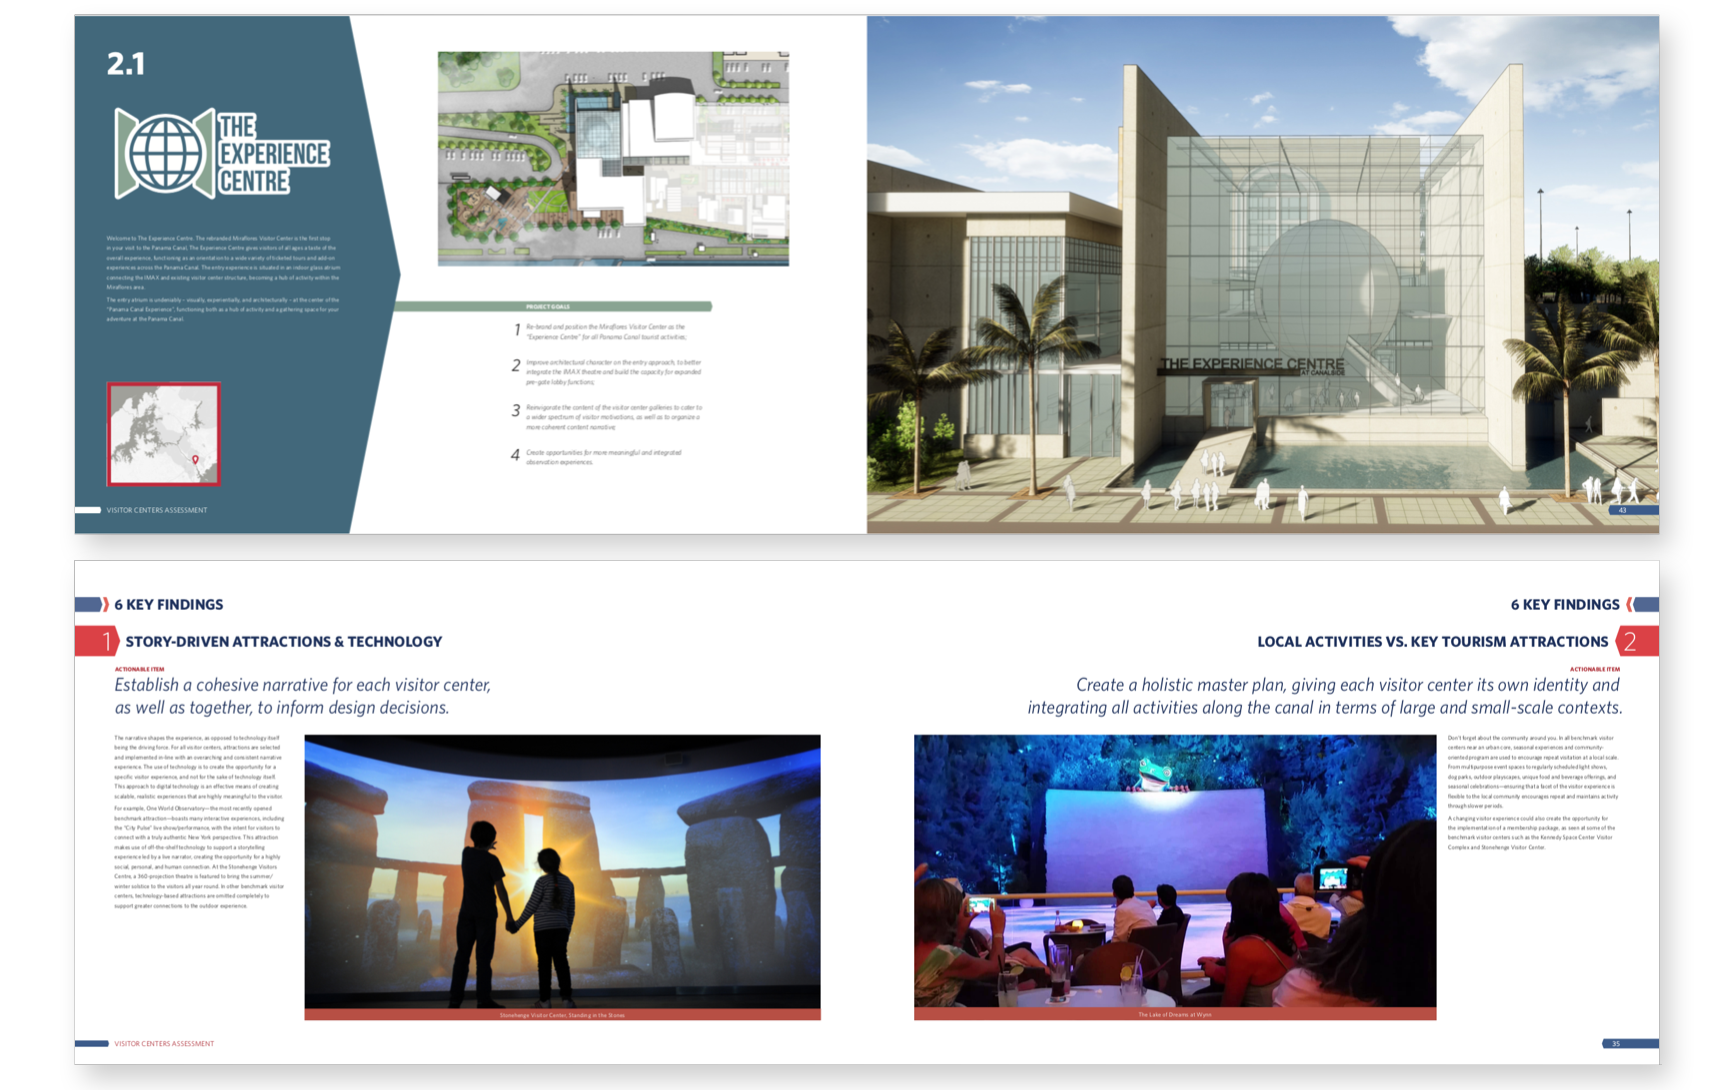 2.1
THE
EXPERIENCE
CENTRE
Welcome to The Experience Centre, The rebranded Miraflores Visitor Center is the first stop
in your visit to the Panama Canal, The Experience Centre gives visitors of all ages a taste of the
overall experience, functioning as an orientation to a wide variety of ticketed tours and add-on
experiences across the Panama Canal. The entry experience is situated in an indoor glass atrium
connecting the IMAX and existing visitor center structure, becoming a hub of activity within the
Miraflores area.
The entry atrium is undeniably - visually, experientially, and architecturally - at the center of the
"Panama Canal Experience", functioning both as a hub of activity and a gathering space for your
adventure at the Panama Canal.
VISITOR CENTERS ASSESSMENT
PROJECT GOALS
1 Re-brand and position the Miraflores Visitor Center as the
"Experience Centre" for all Panama Canal tourist activities;
2 Improve architectural character on the entry approach, to better
integrate the IMAX theatre and build the capacity for expanded
pre-gate lobby functions;
3 Reinvigorate the content of the visitor center galleries to cater to
a wider spectrum of visitor motivations, as well as to organize a
more coherent content narrative;
4 Create opportunities for more meaningful and integrated
observation experiences.
THE EXPERIENCE CENTRE
AT CANALSIDE
43
6 KEY FINDINGS
1 STORY-DRIVEN ATTRACTIONS & TECHNOLOGY
ACTIONABLE ITEM
Establish a cohesive narrative for each visitor center,
as well as together, to inform design decisions.
The narrative shapes the experience, as opposed to technology itself
being the driving force. For all visitor centers, attractions are selected
and implemented in-line with an overarching and consistent narrative
experience. The use of technology is to create the opportunity for a
specific visitor experience, and not for the sake of technology itself.
This approach to digital technology is an effective means of creating
scalable, realistic experiences that are highly meaningful to the visitor.
For example, One World Observatory—the most recently opened
benchmark attraction—boasts many interactive experiences, including
the "City Pulse" live show/performance, with the intent for visitors to
connect with a truly authentic New York perspective. This attraction
makes use of off-the-shelf technology to support a storytelling
experience led by a live narrator, creating the opportunity for a highly
social, personal, and human connection. At the Stonehenge Visitors
Centre, a 360-projection theatre is featured to bring the summer/
winter solstice to the visitors all year round. In other benchmark visitor
centers, technology-based attractions are omitted completely to
support greater connections to the outdoor experience.
Stonehenge Visitor Center, Standing in the Stones
VISITOR CENTERS ASSESSMENT
6 KEY FINDINGS
LOCAL ACTIVITIES VS. KEY TOURISM ATTRACTIONS 2
ACTIONABLE ITEM
Create a holistic master plan, giving each visitor center its own identity and
integrating all activities along the canal in terms of large and small-scale contexts.
The Lake of Dreams at Wynn
Don't forget about the community around you. In all benchmark visitor
centers near an urban core, seasonal experiences and community-
oriented program are used to encourage repeat visitation at a local scale.
From multipurpose event spaces to regularly scheduled light shows,
dog parks, outdoor playscapes, unique food and beverage offerings, and
seasonal celebrations—ensuring that a facet of the visitor experience is
flexible to the local community encourages repeat and maintains activity
through slower periods.
A changing visitor experience could also create the opportunity for
the implementation of a membership package, as seen at some of the
benchmark visitor centers such as the Kennedy Space Center Visitor
Complex and Stonehenge Visitor Center.
35